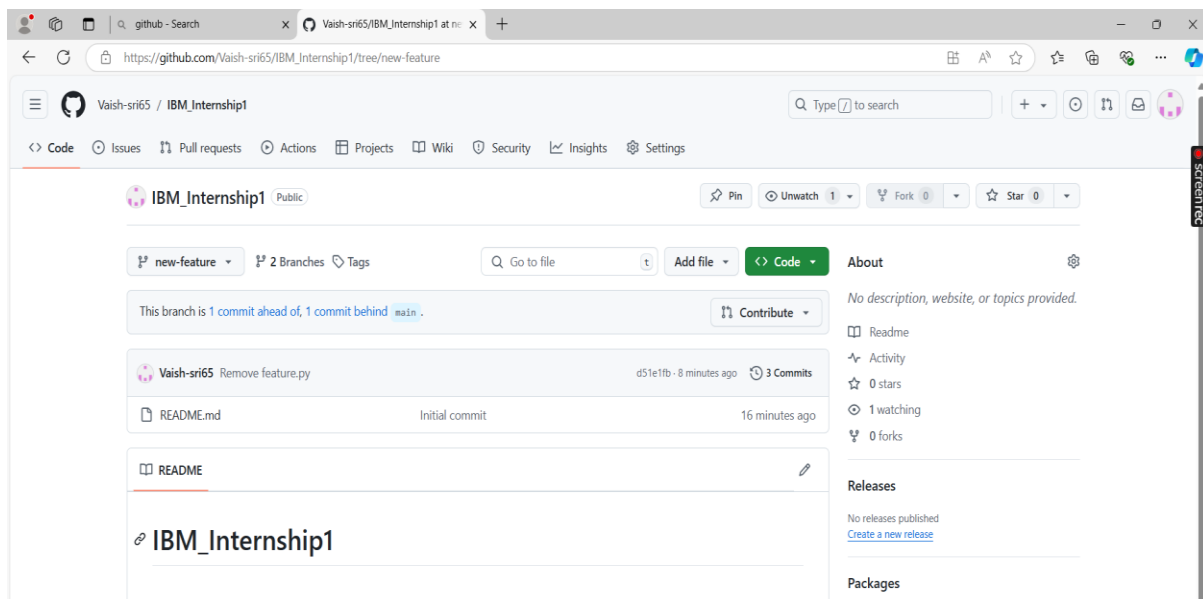 github - Search
Vaish-sri65/IBM_Internship1 at ne
https://github.com/Vaish-sri65/IBM_Internship1/tree/new-feature
Vaish-sri65 / IBM_Internship1
Type / to search
Code Issues Pull requests Actions Projects Wiki Security Insights Settings
screenrec
IBM_Internship1 Public
Pin Unwatch 1 Fork 0 Star 0
new-feature 2 Branches Tags Go to file t Add file Code
About
No description, website, or topics provided.
This branch is 1 commit ahead of, 1 commit behind main .
Contribute
Readme
Activity
Vaish-sri65 Remove feature.py d51e1fb · 8 minutes ago 3 Commits
0 stars
README.md Initial commit 16 minutes ago
1 watching
0 forks
README
Releases
No releases published
Create a new release
IBM_Internship1
Packages